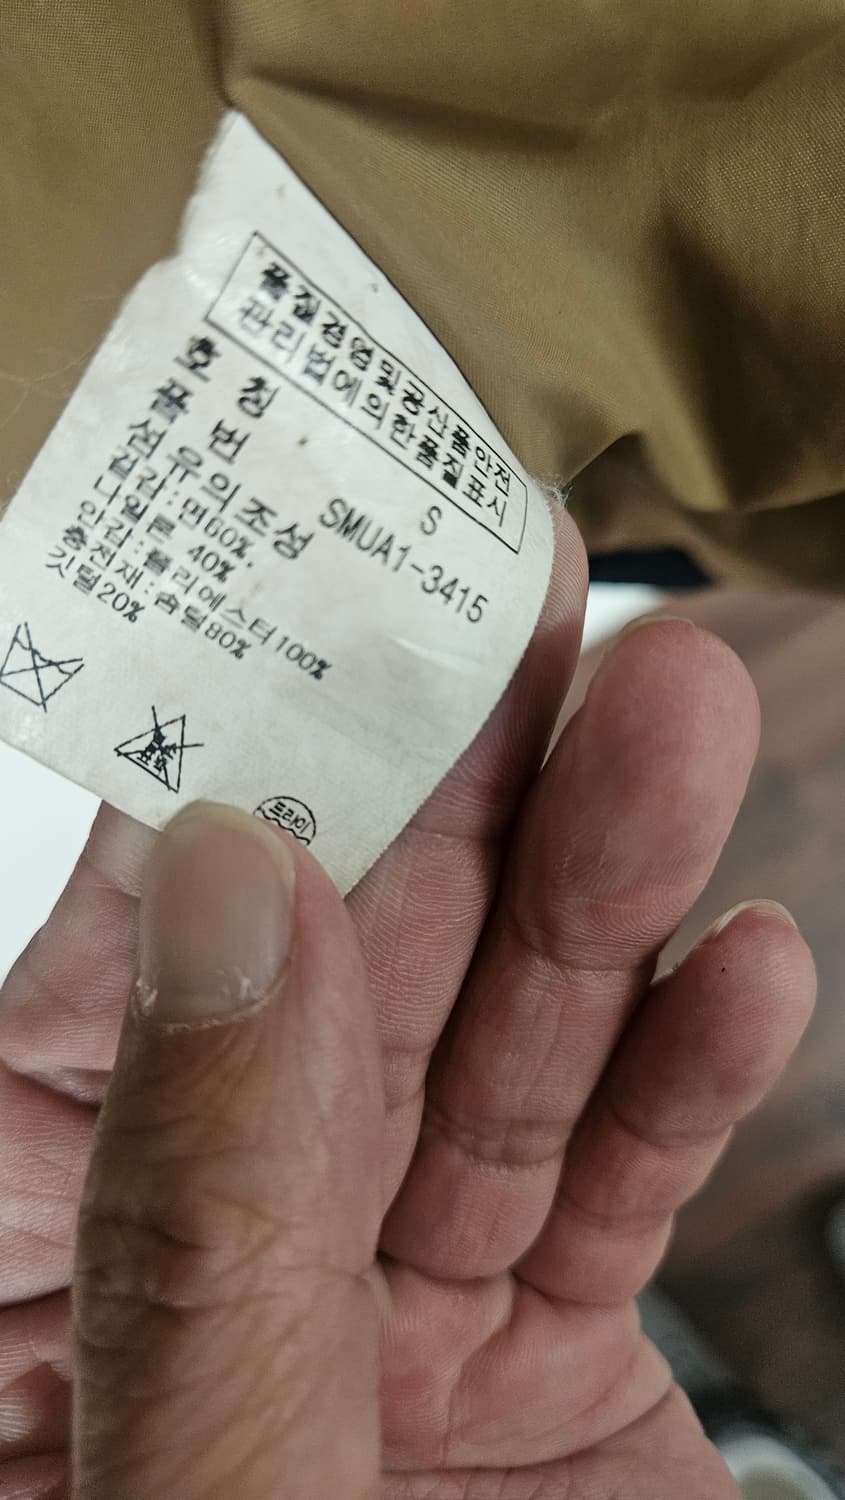 품질경영및공산품안전
관리법에의한품질표시
호 칭 S
품 번 SMUA1-3415
섬유의조성
겉감:면60%,
나일론 40%
안감:폴리에스터100%
충전재:솜털80%
깃털20%
드라이